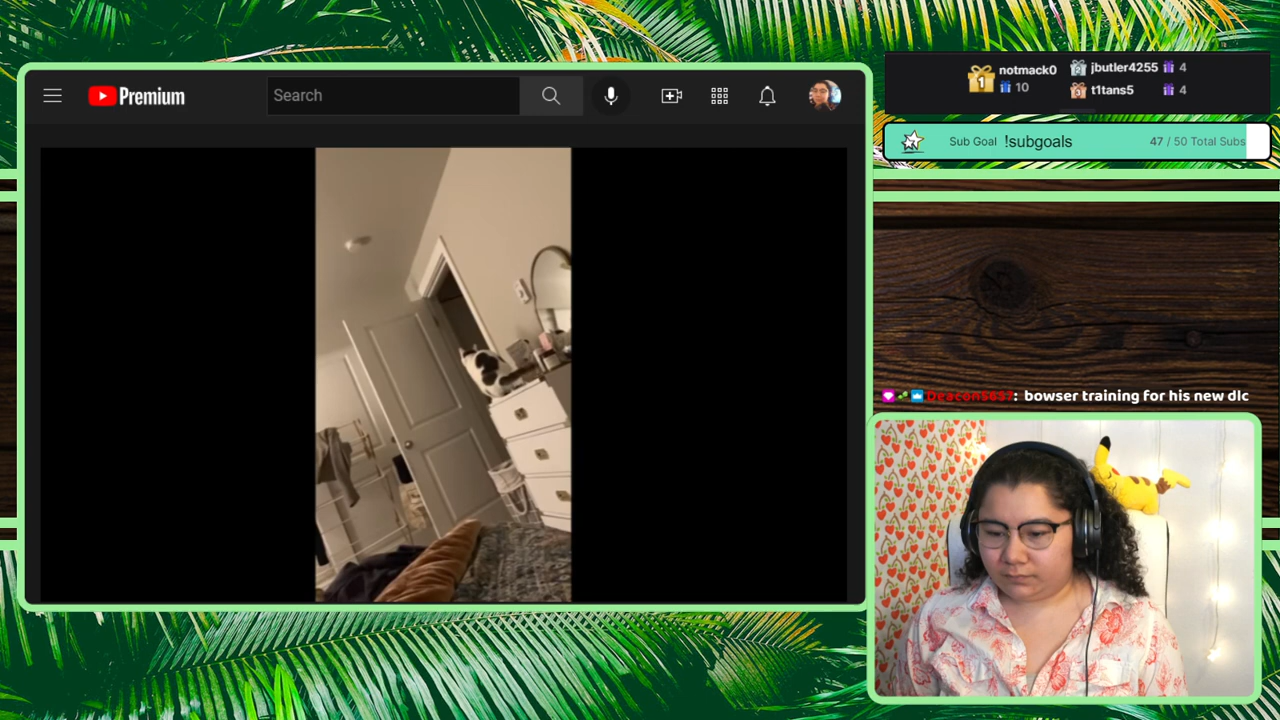 Premium
Search
notmack0
10
jbutler4255 4
t1tans5 4
Sub Goal !subgoals 47 / 50 Total Subs
Deacon5637: bowser training for his new dlc